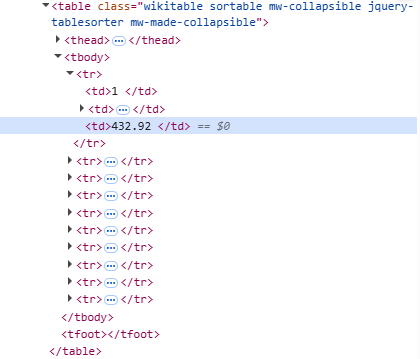 ▼<table class="wikitable sortable mw-collapsible jquery-
tablesorter mw-made-collapsible">
▶<thead>…</thead>
▼<tbody>
▼<tr>
<td>1 </td>
▶<td>…</td>
<td>432.92 </td> == $0
</tr>
▶<tr>…</tr>
▶<tr>…</tr>
▶<tr>…</tr>
▶<tr>…</tr>
▶<tr>…</tr>
▶<tr>…</tr>
▶<tr>…</tr>
▶<tr>…</tr>
▶<tr>…</tr>
</tbody>
<tfoot></tfoot>
</table>